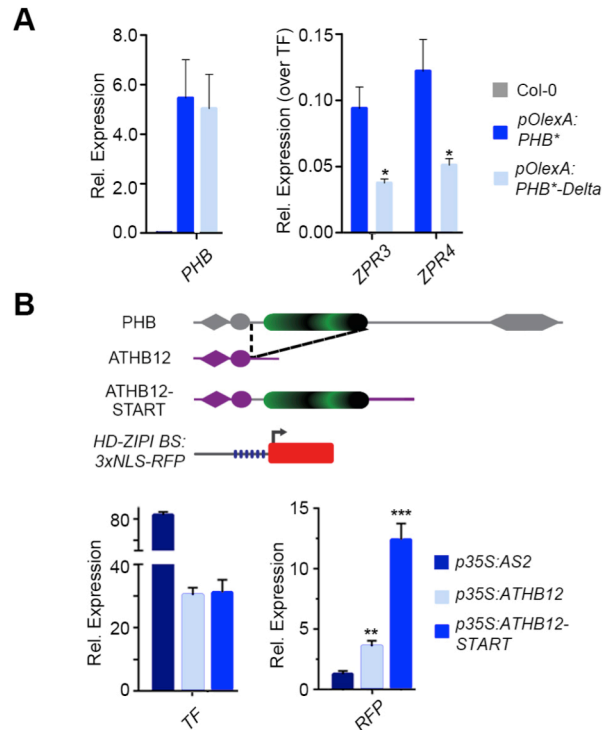 A
Rel. Expression
8.0
6.0
4.0
2.0
0.0
PHB
Rel. Expression (over TF)
0.15
0.10
0.05
0.00
*
*
ZPR3
ZPR4
Col-0
pOlexA:
PHB*
pOlexA:
PHB*-Delta
B
PHB
ATHB12
ATHB12-
START
HD-ZIPI BS:
3xNLS-RFP
Rel. Expression
80
40
20
0
TF
Rel. Expression
15
10
5
0
**
***
RFP
p35S:AS2
p35S:ATHB12
p35S:ATHB12-
START